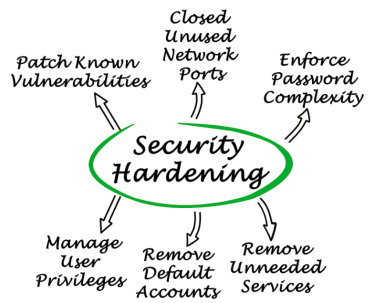 Closed
Unused
Network
Ports
Patch Known
Vulnerabilities
Enforce
Password
Complexity
Security
Hardening
Manage
User
Privileges
Remove
Default
Accounts
Remove
Unneeded
Services